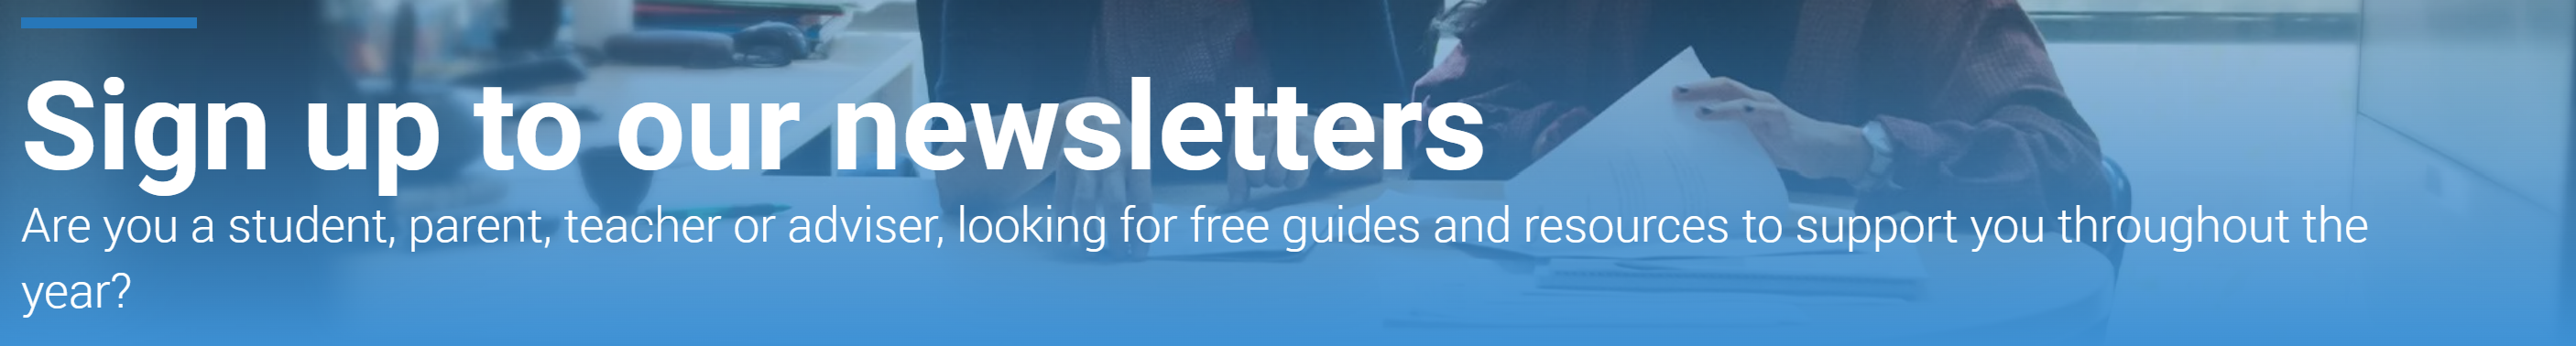 Sign up to our newsletters
Are you a student, parent, teacher or adviser, looking for free guides and resources to support you throughout the
year?